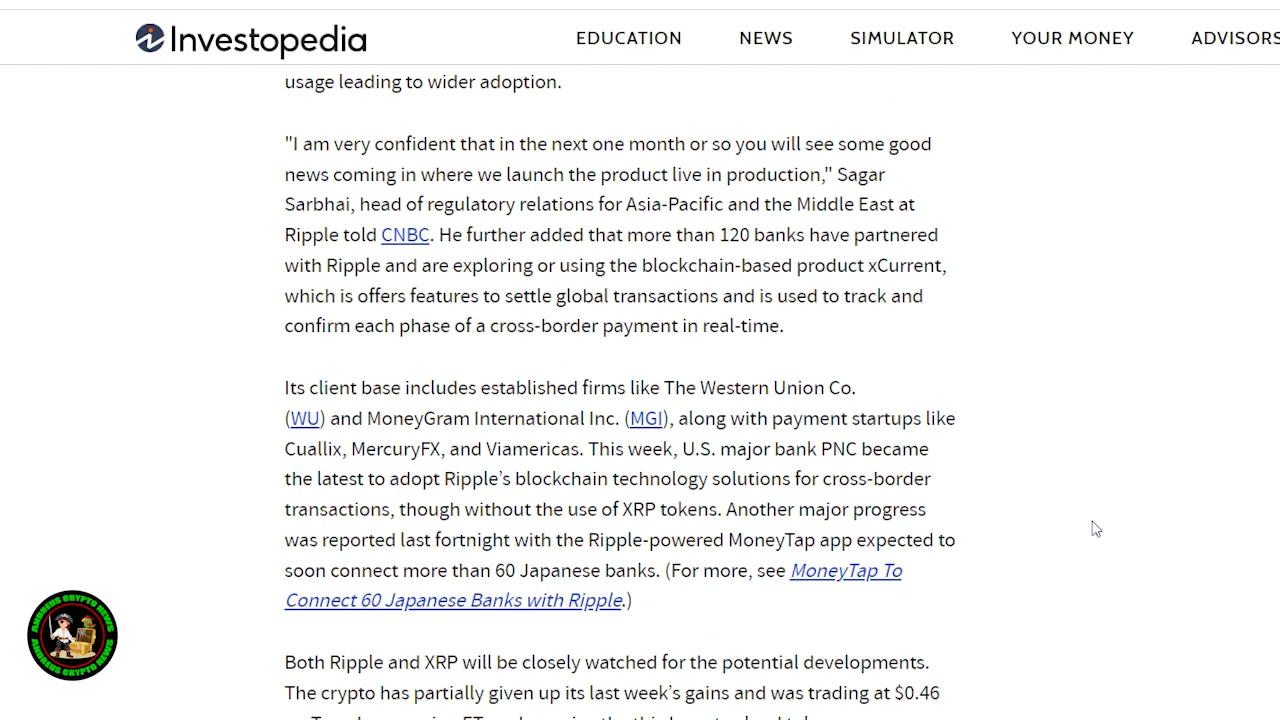 Investopedia
EDUCATION NEWS SIMULATOR YOUR MONEY ADVISORS
usage leading to wider adoption.
"I am very confident that in the next one month or so you will see some good
news coming in where we launch the product live in production," Sagar
Sarbhai, head of regulatory relations for Asia-Pacific and the Middle East at
Ripple told CNBC. He further added that more than 120 banks have partnered
with Ripple and are exploring or using the blockchain-based product xCurrent,
which is offers features to settle global transactions and is used to track and
confirm each phase of a cross-border payment in real-time.
Its client base includes established firms like The Western Union Co.
(WU) and MoneyGram International Inc. (MGI), along with payment startups like
Cuallix, MercuryFX, and Viamericas. This week, U.S. major bank PNC became
the latest to adopt Ripple’s blockchain technology solutions for cross-border
transactions, though without the use of XRP tokens. Another major progress
was reported last fortnight with the Ripple-powered MoneyTap app expected to
soon connect more than 60 Japanese banks. (For more, see MoneyTap To
Connect 60 Japanese Banks with Ripple.)
ANDREUS CRYPTO NEWS
ANDREUS CRYPTO NEWS
Both Ripple and XRP will be closely watched for the potential developments.
The crypto has partially given up its last week’s gains and was trading at $0.46